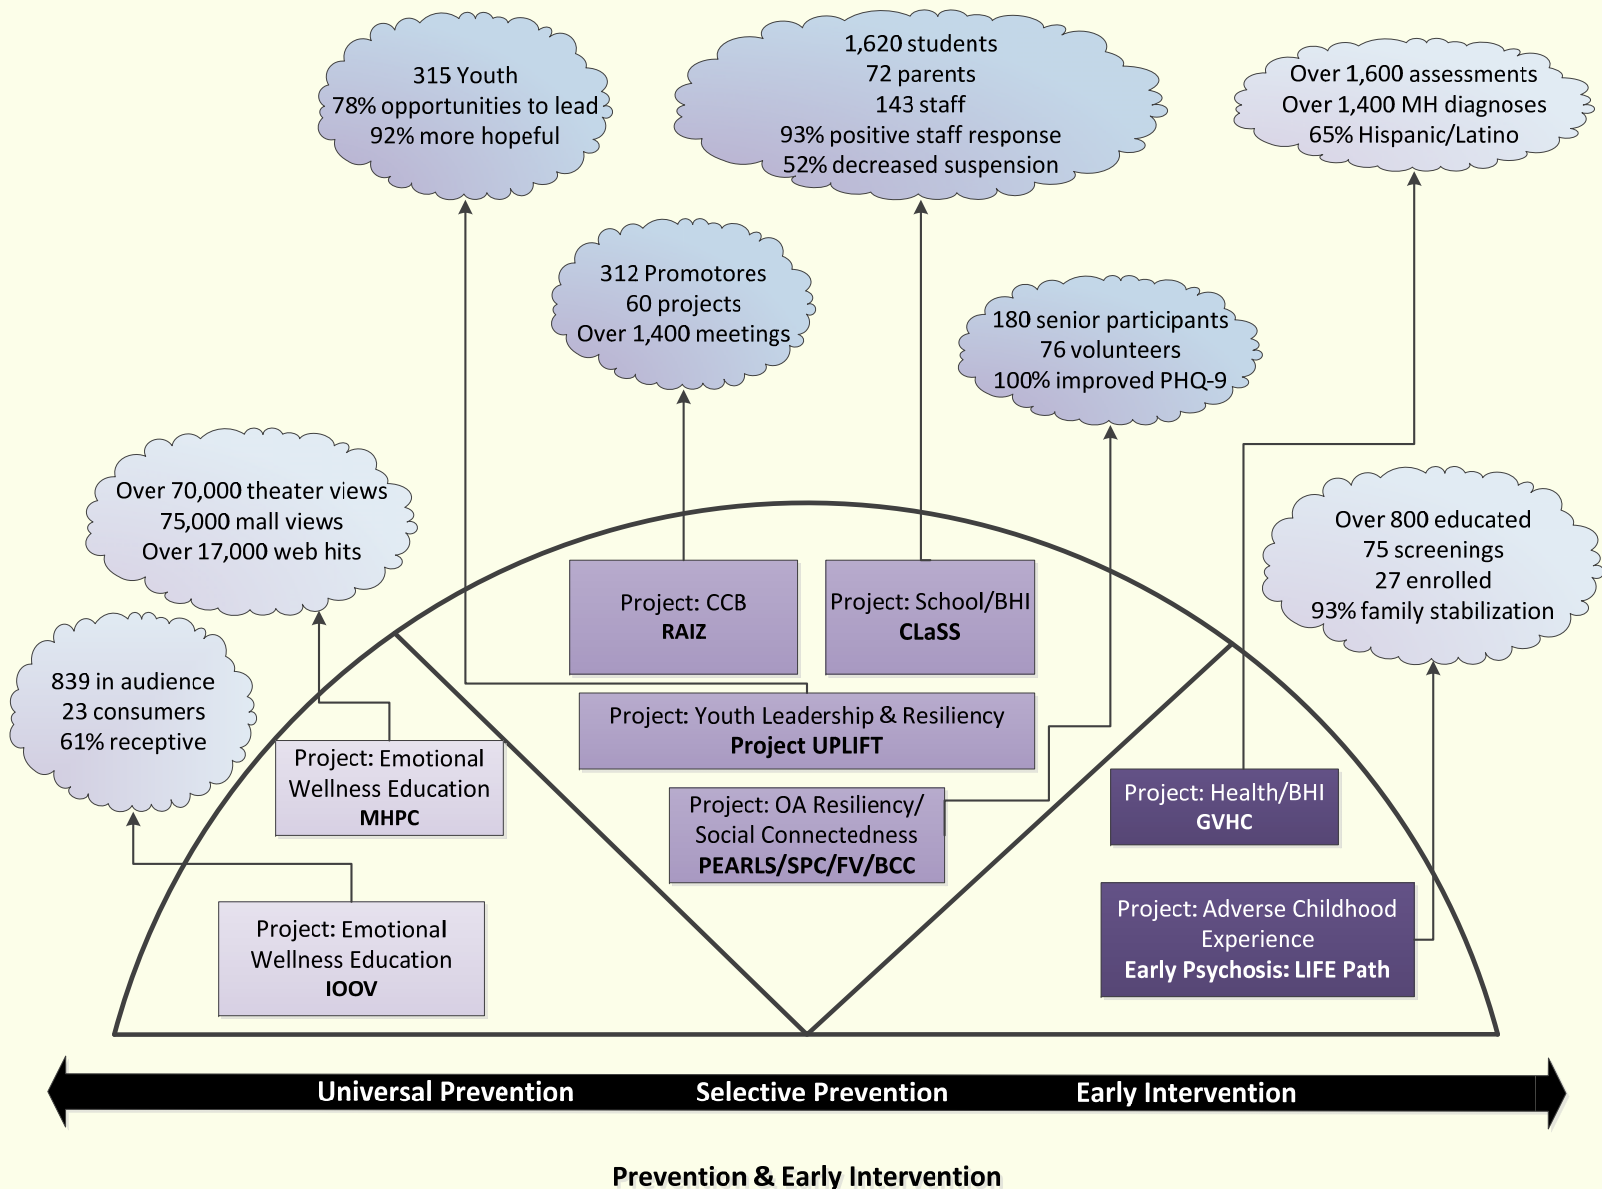 315 Youth
78% opportunities to lead
92% more hopeful
1,620 students
72 parents
143 staff
93% positive staff response
52% decreased suspension
Over 1,600 assessments
Over 1,400 MH diagnoses
65% Hispanic/Latino
312 Promotores
60 projects
Over 1,400 meetings
180 senior participants
76 volunteers
100% improved PHQ-9
Over 70,000 theater views
75,000 mall views
Over 17,000 web hits
Over 800 educated
75 screenings
27 enrolled
93% family stabilization
839 in audience
23 consumers
61% receptive
Project: CCB
RAIZ
Project: School/BHI
CLaSS
Project: Youth Leadership & Resiliency
Project UPLIFT
Project: Emotional
Wellness Education
MHPC
Project: OA Resiliency/
Social Connectedness
PEARLS/SPC/FV/BCC
Project: Health/BHI
GVHC
Project: Emotional
Wellness Education
IOOV
Project: Adverse Childhood
Experience
Early Psychosis: LIFE Path
Universal Prevention
Selective Prevention
Early Intervention
Prevention & Early Intervention